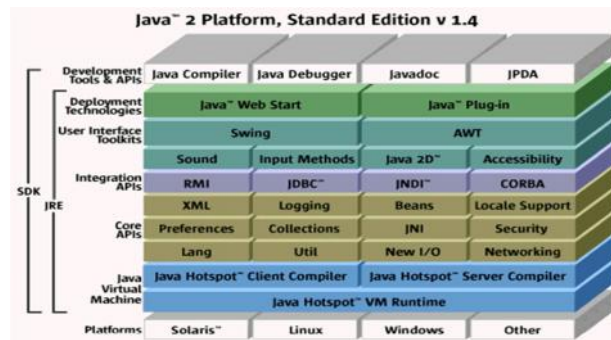 Java™ 2 Platform, Standard Edition v 1.4
Development Tools & APIs Java Compiler Java Debugger Javadoc JPDA
Deployment Technologies Java™ Web Start Java™ Plug-in
User Interface Toolkits Swing AWT
Sound Input Methods Java 2D™ Accessibility
Integration APIs RMI JDBC™ JNDI™ CORBA
XML Logging Beans Locale Support
Core APIs Preferences Collections JNI Security
Lang Util New I/O Networking
Java Virtual Machine Java Hotspot™ Client Compiler Java Hotspot™ Server Compiler
Java Hotspot™ VM Runtime
Platforms Solaris™ Linux Windows Other
SDK
JRE